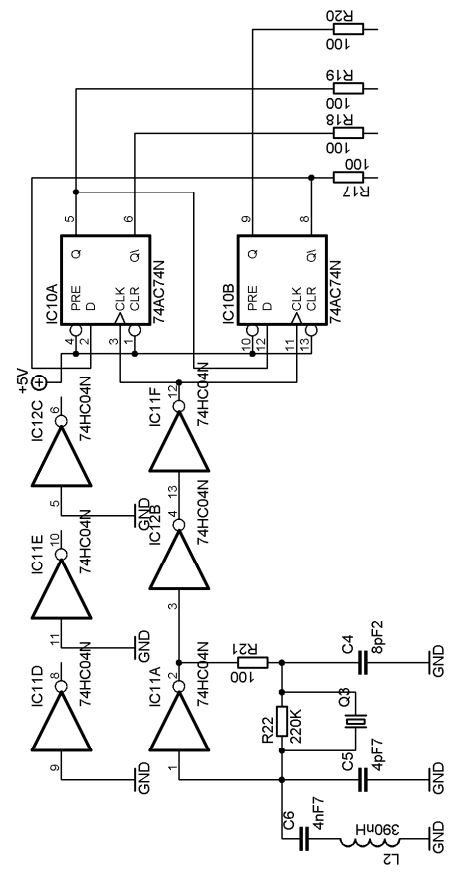 R20
100
R19
100
R18
100
100
R17
5
6
9
8
IC10A
Q
Q\
PRE
D
CLK
CLR
74AC74N
IC10B
Q
Q\
PRE
D
CLK
CLR
74AC74N
4
2
3
1
10
12
11
13
+5V
IC12C
6
74HC04N
5
GND
IC11F
12
74HC04N
13
IC11E
10
74HC04N
11
GND
IC12B
4
74HC04N
3
IC11D
8
74HC04N
9
GND
IC11A
2
74HC04N
1
R21
100
R22
220K
Q3
C4
8pF2
GND
C5
4pF7
GND
C6
4nF7
L2
390nH
GND